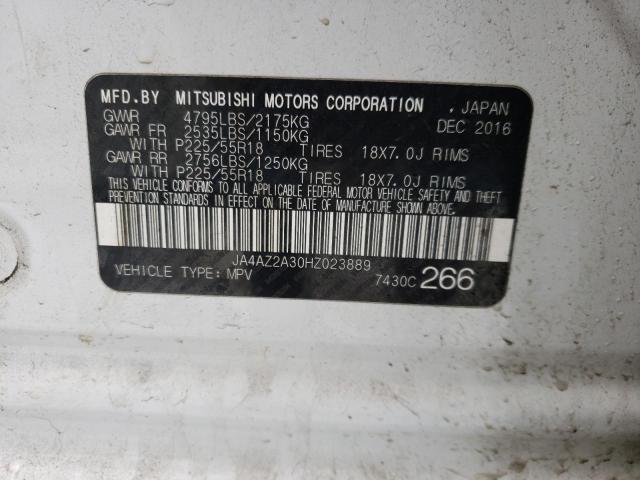 MFD.BY MITSUBISHI MOTORS CORPORATION , JAPAN
GVWR 4795LBS/2175KG DEC 2016
GAWR FR 2535LBS/1150KG
WITH P225/55R18 TIRES 18X7.0J RIMS
GAWR RR 2756LBS/1250KG
WITH P225/55R18 TIRES 18X7.0J RIMS
THIS VEHICLE CONFORMS TO ALL APPLICABLE FEDERAL MOTOR VEHICLE SAFETY AND THEFT
PREVENTION STANDARDS IN EFFECT ON THE DATE OF MANUFACTURE SHOWN ABOVE.
JA4AZ2A30HZ023889
VEHICLE TYPE: MPV 7430C 266